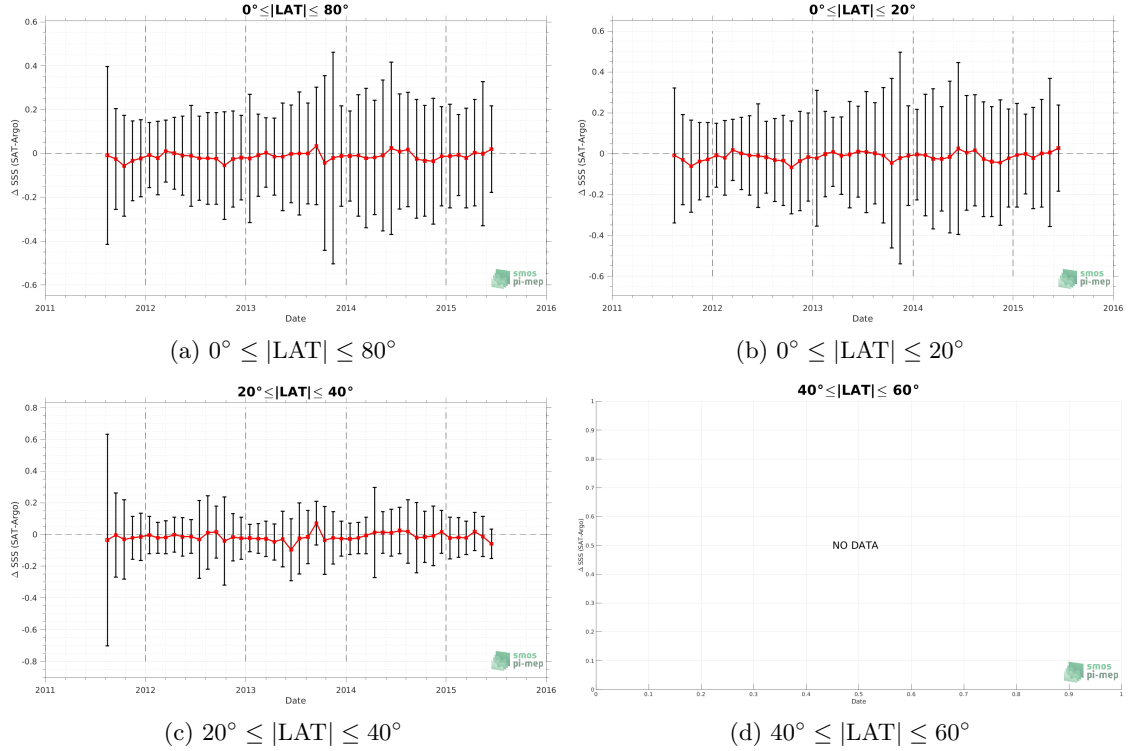 0°≤|LAT|≤ 80°
0.6
0.4
0.2
0
-0.2
-0.4
-0.6
Δ SSS (SAT-Argo)
2011
2012
2013
2014
2015
2016
Date
smos
pi-mep
(a) 0° ≤ |LAT| ≤ 80°
0°≤|LAT|≤ 20°
0.6
0.4
0.2
0
-0.2
-0.4
-0.6
Δ SSS (SAT-Argo)
2011
2012
2013
2014
2015
2016
Date
smos
pi-mep
(b) 0° ≤ |LAT| ≤ 20°
20°≤|LAT|≤ 40°
0.8
0.6
0.4
0.2
0
-0.2
-0.4
-0.6
-0.8
Δ SSS (SAT-Argo)
2011
2012
2013
2014
2015
2016
Date
smos
pi-mep
(c) 20° ≤ |LAT| ≤ 40°
40°≤|LAT|≤ 60°
1
0.9
0.8
0.7
0.6
0.5
0.4
0.3
0.2
0.1
0
Δ SSS (SAT-Argo)
NO DATA
0
0.1
0.2
0.3
0.4
0.5
0.6
0.7
0.8
0.9
1
Date
smos
pi-mep
(d) 40° ≤ |LAT| ≤ 60°